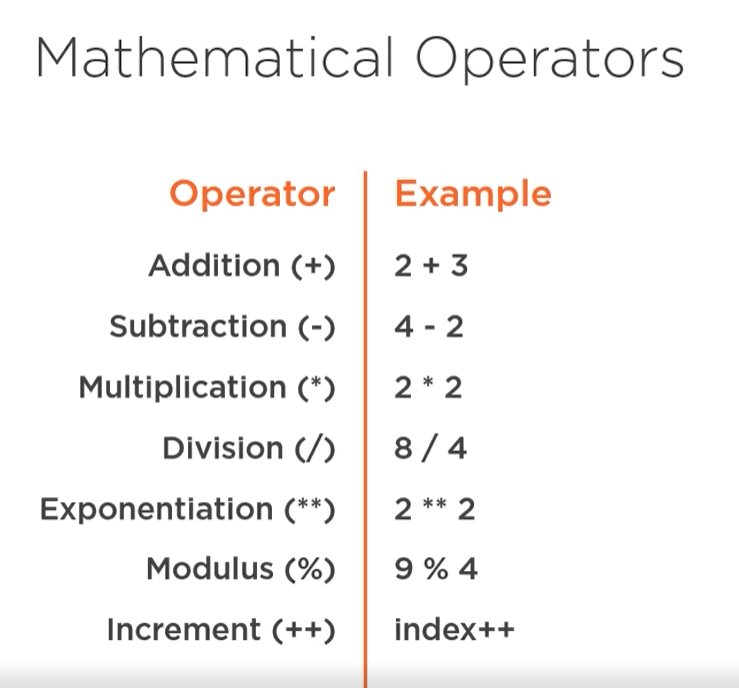 Mathematical Operators
Operator Example
Addition (+) 2 + 3
Subtraction (-) 4 - 2
Multiplication (*) 2 * 2
Division (/) 8 / 4
Exponentiation (**) 2 ** 2
Modulus (%) 9 % 4
Increment (++) index++